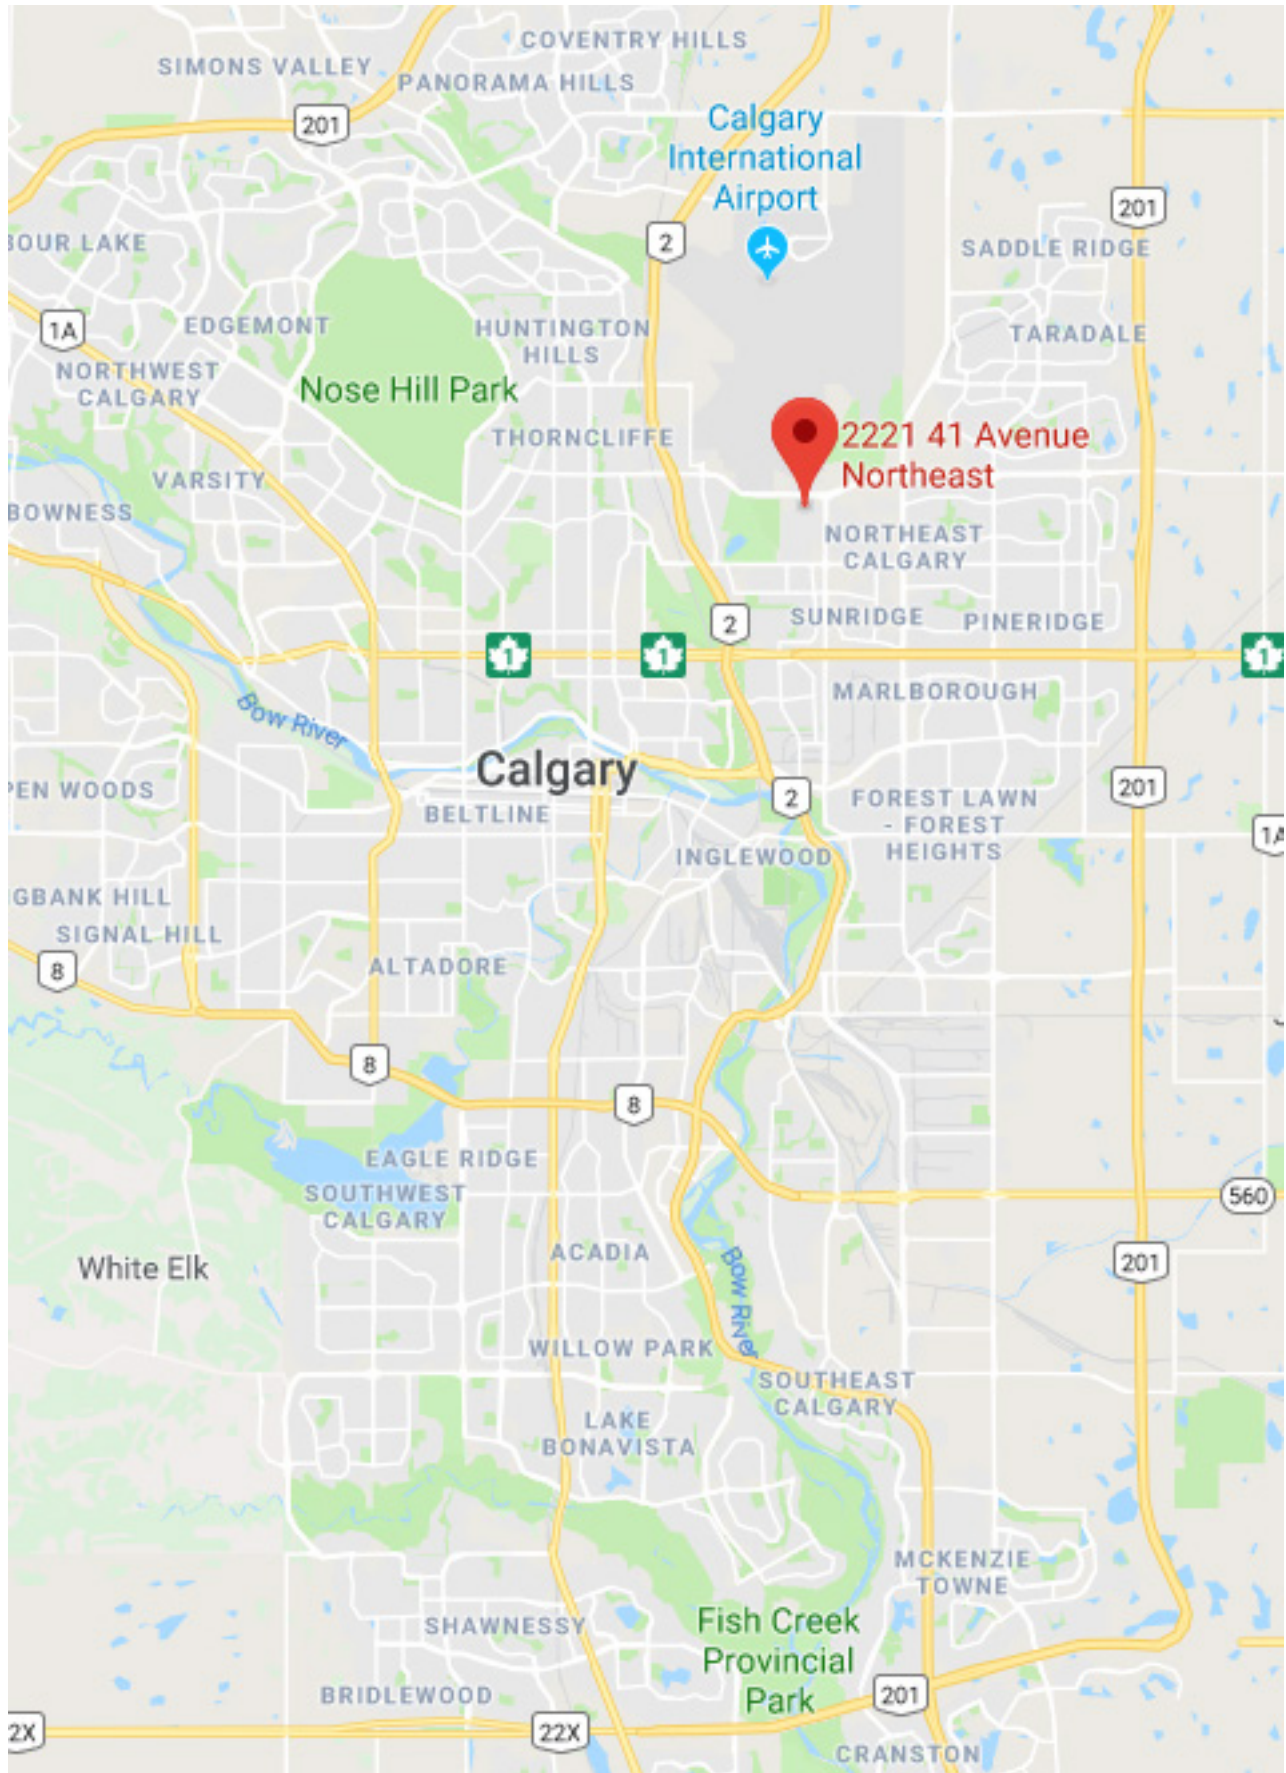 COVENTRY HILLS
SIMONS VALLEY
PANORAMA HILLS
201
Calgary
International
Airport
201
BOUR LAKE
2
SADDLE RIDGE
1A
EDGEMONT
HUNTINGTON
HILLS
TARADALE
NORTHWEST
CALGARY
Nose Hill Park
THORNCLIFFE
2221 41 Avenue
Northeast
VARSITY
BOWNESS
NORTHEAST
CALGARY
2
SUNRIDGE
PINERIDGE
1
1
1
MARLBOROUGH
Bow River
Calgary
PEN WOODS
BELTLINE
2
FOREST LAWN
- FOREST
HEIGHTS
201
1A
INGLEWOOD
GBANK HILL
SIGNAL HILL
8
ALTADORE
8
8
EAGLE RIDGE
SOUTHWEST
CALGARY
560
White Elk
ACADIA
Bow River
201
WILLOW PARK
SOUTHEAST
CALGARY
LAKE
BONAVISTA
MCKENZIE
TOWNE
SHAWNESSY
Fish Creek
Provincial
Park
BRIDLEWOOD
201
2X
22X
CRANSTON